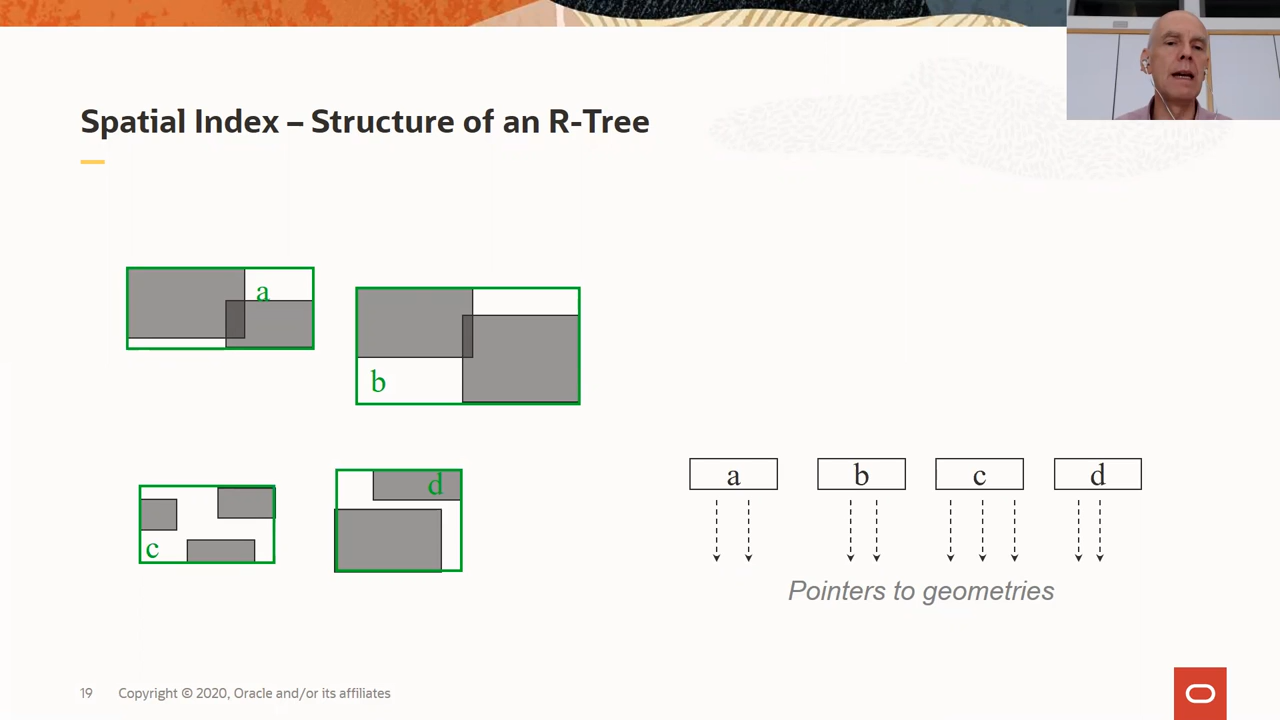 Spatial Index – Structure of an R-Tree
a
b
c
d
a b c d
Pointers to geometries
19 Copyright © 2020, Oracle and/or its affiliates